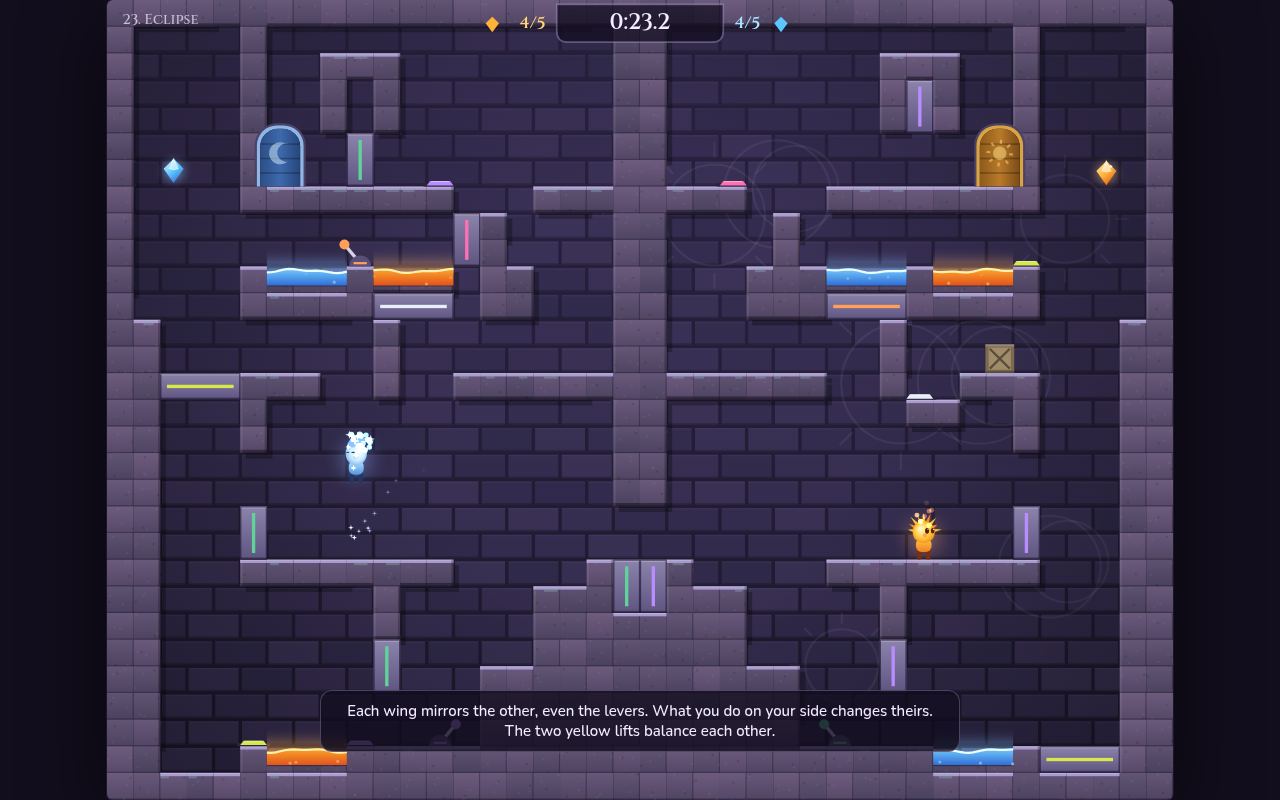 23. Eclipse
4/5
0:23.2
4/5
Each wing mirrors the other, even the levers. What you do on your side changes theirs.
The two yellow lifts balance each other.